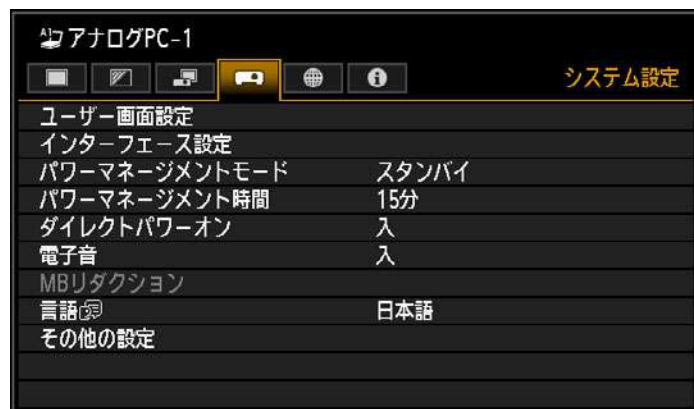 A1 アナログPC-1
システム設定
ユーザー画面設定
インターフェース設定
パワーマネージメントモード スタンバイ
パワーマネージメント時間 15分
ダイレクトパワーオン 入
電子音 入
MBリダクション
言語 日本語
その他の設定